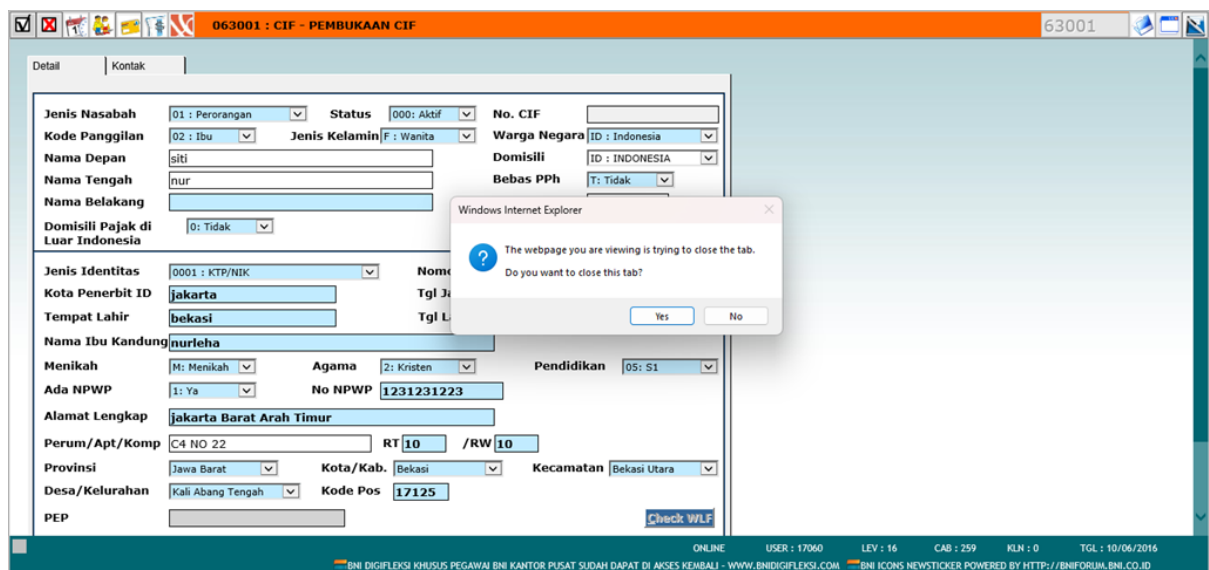 063001 : CIF - PEMBUKAAN CIF 63001
Detail Kontak
Jenis Nasabah 01 : Perorangan Status 000: Aktif No. CIF
Kode Panggilan 02 : Ibu Jenis Kelamin F : Wanita Warga Negara ID : Indonesia
Nama Depan siti Domisili ID : INDONESIA
Nama Tengah nur Bebas PPh T: Tidak
Nama Belakang
Windows Internet Explorer
Domisili Pajak di 0: Tidak
Luar Indonesia
The webpage you are viewing is trying to close the tab.
Do you want to close this tab?
Yes No
Jenis Identitas 0001 : KTP/NIK
Kota Penerbit ID jakarta Tgl
Tempat Lahir bekasi Tgl
Nama Ibu Kandung nurleha
Menikah M: Menikah Agama 2: Kristen Pendidikan 05: S1
Ada NPWP 1: Ya No NPWP 1231231223
Alamat Lengkap jakarta Barat Arah Timur
Perum/Apt/Komp C4 NO 22 RT 10 /RW 10
Provinsi Jawa Barat Kota/Kab. Bekasi Kecamatan Bekasi Utara
Desa/Kelurahan Kali Abang Tengah Kode Pos 17125
PEP Check WLF
ONLINE USER : 17060 LEV : 16 CAB : 259 KLN : 0 TGL : 10/06/2016
BNI DIGIFLEKSI KHUSUS PEGAWAI BNI KANTOR PUSAT SUDAH DAPAT DI AKSES KEMBALI - WWW.BNIDIGIFLEKSI.COM BNI ICONS NEWSTICKER POWERED BY HTTP://BNIFORUM.BNI.CO.ID